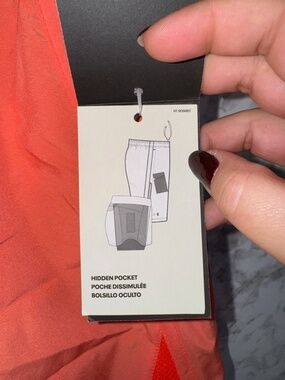 HIDDEN POCKET
POCHE DISSIMULÉE
BOLSILLO OCULTO